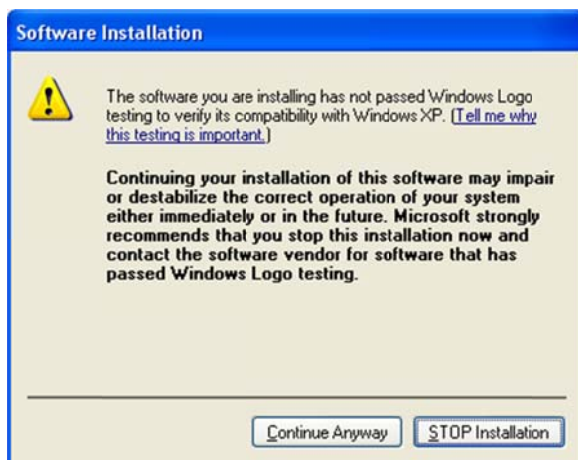 Software Installation
The software you are installing has not passed Windows Logo
testing to verify its compatibility with Windows XP. (Tell me why
this testing is important.)
Continuing your installation of this software may impair
or destabilize the correct operation of your system
either immediately or in the future. Microsoft strongly
recommends that you stop this installation now and
contact the software vendor for software that has
passed Windows Logo testing.
Continue Anyway
STOP Installation